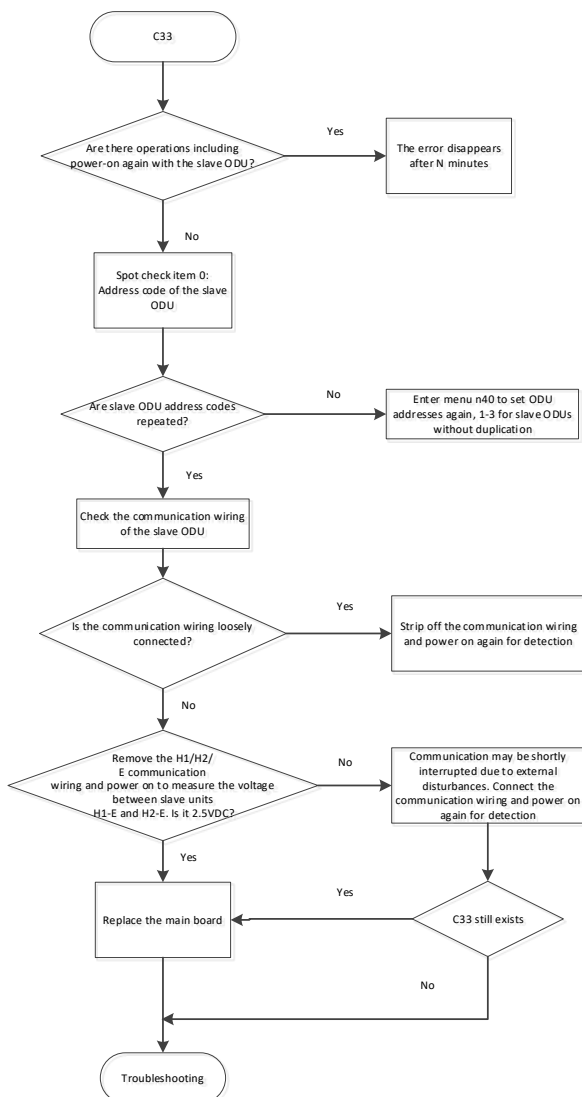 C33
Are there operations including
power-on again with the slave ODU?
Yes
The error disappears
after N minutes
No
Spot check item 0:
Address code of the slave
ODU
Are slave ODU address codes
repeated?
No
Enter menu n40 to set ODU
addresses again, 1-3 for slave ODUs
without duplication
Yes
Check the communication wiring
of the slave ODU
Is the communication wiring loosely
connected?
Yes
Strip off the communication wiring
and power on again for detection
No
Remove the H1/H2/
E communication
wiring and power on to measure the voltage
between slave units
H1-E and H2-E. Is it 2.5VDC?
No
Communication may be shortly
interrupted due to external
disturbances. Connect the
communication wiring and power on
again for detection
Yes
Replace the main board
Yes
C33 still exists
No
Troubleshooting